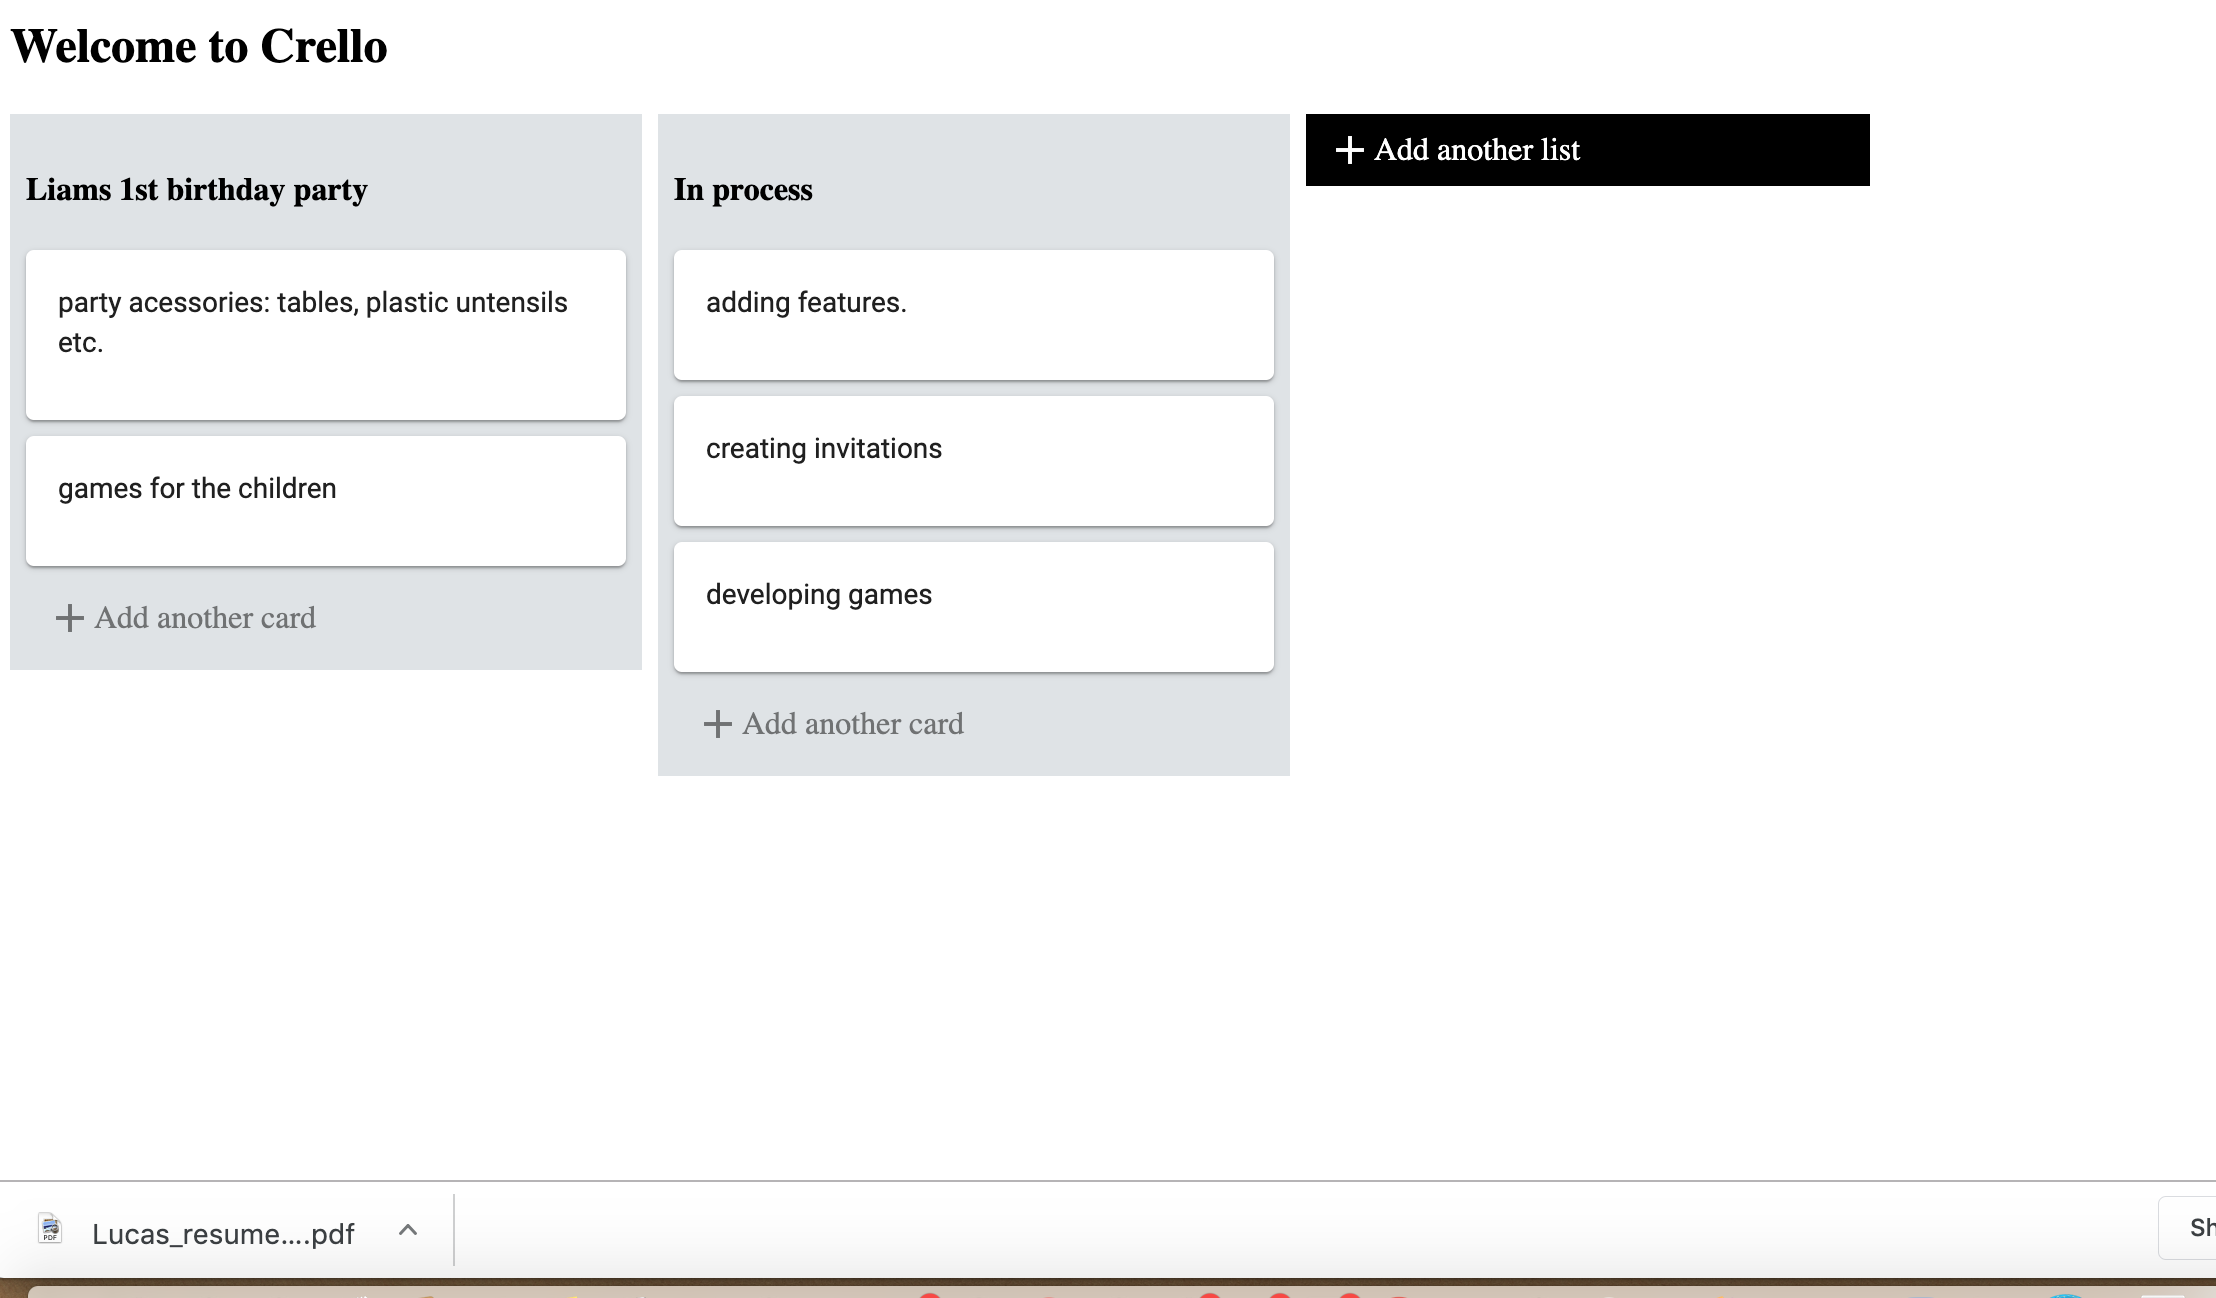 Welcome to Crello
Liams 1st birthday party
party acessories: tables, plastic untensils
etc.
games for the children
+ Add another card
In process
adding features.
creating invitations
developing games
+ Add another card
+ Add another list
PDF
Lucas_resume....pdf